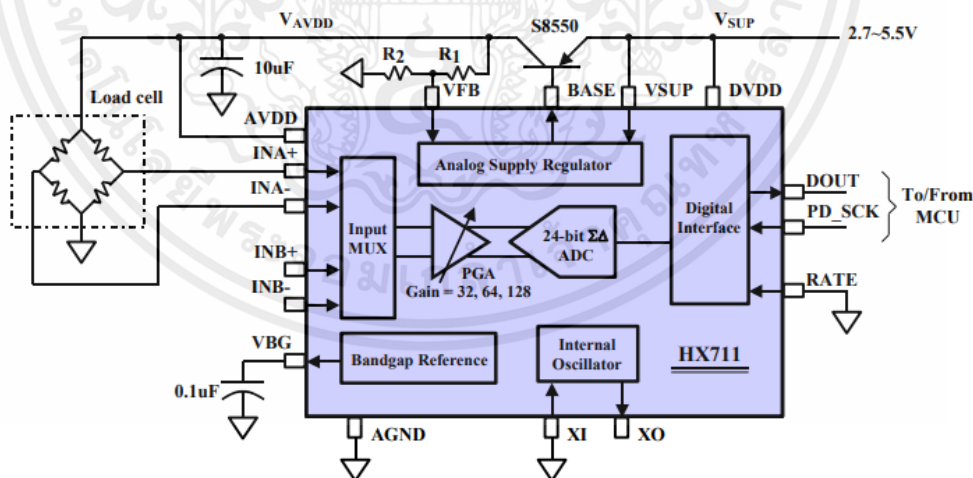 V_AVDD
S8550
V_SUP
2.7~5.5V
10uF
R2
R1
Load cell
VFB
BASE
VSUP
DVDD
AVDD
INA+
INA-
INB+
INB-
VBG
0.1uF
Analog Supply Regulator
Input
MUX
PGA
Gain = 32, 64, 128
24-bit ΣΔ
ADC
Digital
Interface
DOUT
PD_SCK
To/From
MCU
RATE
Bandgap Reference
Internal
Oscillator
HX711
AGND
XI
XO